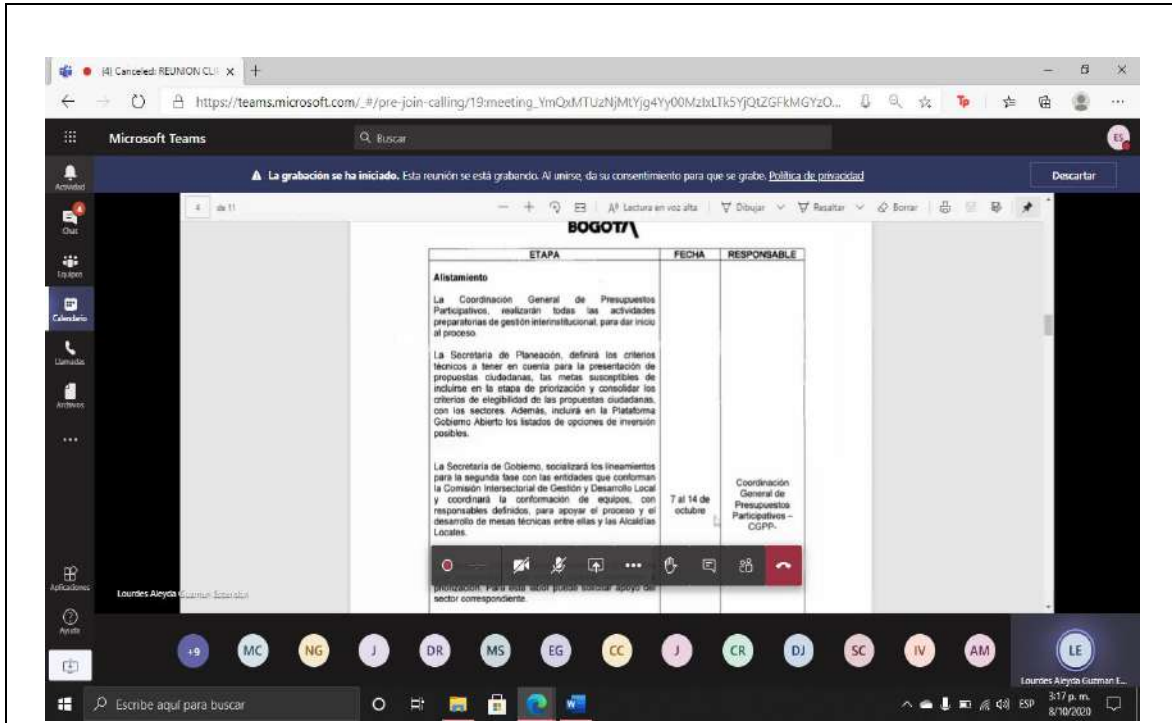 (4) Canceled: REUNION CLI
https://teams.microsoft.com/_#/pre-join-calling/19:meeting_
Microsoft Teams
Buscar
ES
La grabación se ha iniciado. Esta reunión se está grabando. Al unirse, da su consentimiento para que se grabe. Política de privacidad
Descartar
Actividad
4
Chat
Equipos
Calendario
Llamadas
Archivos
...
Aplicaciones
Ayuda
4 de 11
Lectura en voz alta
Dibujar
Resaltar
Borrar
BOGOTA
ETAPA FECHA RESPONSABLE
Alistamiento
La Coordinación General de Presupuestos
Participativos, realizarán todas las actividades
preparatorias de gestión interinstitucional, para dar inicio
al proceso.
La Secretaria de Planeación, definirá los criterios
técnicos a tener en cuenta para la presentación de
propuestas ciudadanas, las metas susceptibles de
incluirse en la etapa de priorización y consolidar los
criterios de elegibilidad de las propuestas ciudadanas,
con los sectores. Además, incluirá en la Plataforma
Gobierno Abierto los listados de opciones de inversión
posibles.
La Secretaria de Gobierno, socializará los lineamientos
para la segunda fase con las entidades que conforman
la Comisión Intersectorial de Gestión y Desarrollo Local
y coordinará la conformación de equipos, con
responsables definidos, para apoyar el proceso y el
desarrollo de mesas técnicas entre ellas y las Alcaldías
Locales.
7 al 14 de
octubre
Coordinación
General de
Presupuestos
Participativos –
CGPP-
priorización. Para esta labor puede solicitar apoyo del
sector correspondiente.
Lourdes Aleyda Guzman
+9 MC NG J DR MS EG CC J CR DJ SC IV AM LE
Lourdes Aleyda Guzman E...
Escribe aquí para buscar
ESP
3:17 p. m.
8/10/2020